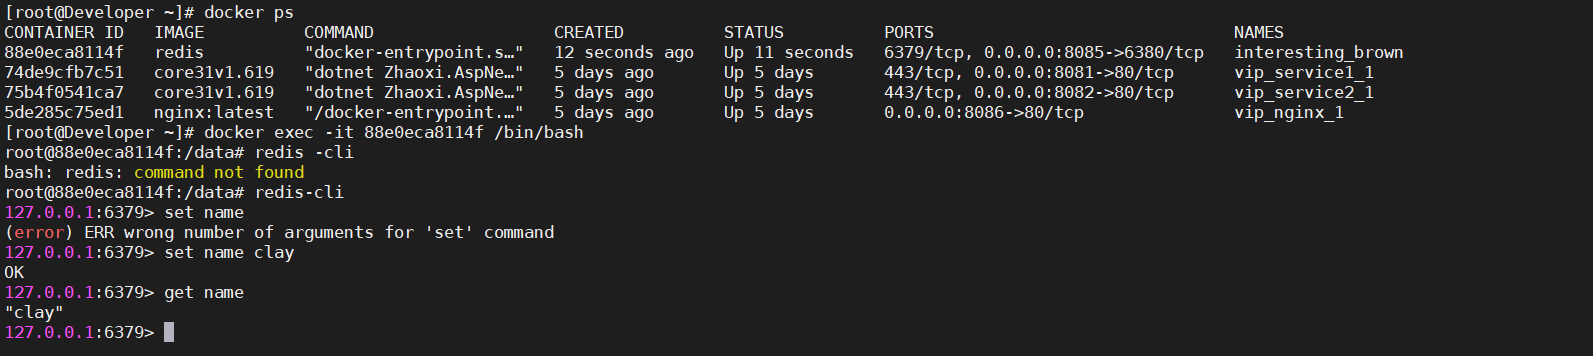 [root@Developer ~]# docker ps
CONTAINER ID   IMAGE          COMMAND                  CREATED          STATUS          PORTS                              NAMES
88e0eca8114f   redis          "docker-entrypoint.s…"   12 seconds ago   Up 11 seconds   6379/tcp, 0.0.0.0:8085->6380/tcp   interesting_brown
74de9cfb7c51   core31v1.619   "dotnet Zhaoxi.AspNe…"   5 days ago       Up 5 days       443/tcp, 0.0.0.0:8081->80/tcp      vip_service1_1
75b4f0541ca7   core31v1.619   "dotnet Zhaoxi.AspNe…"   5 days ago       Up 5 days       443/tcp, 0.0.0.0:8082->80/tcp      vip_service2_1
5de285c75ed1   nginx:latest   "/docker-entrypoint.…"   5 days ago       Up 5 days       0.0.0.0:8086->80/tcp               vip_nginx_1
[root@Developer ~]# docker exec -it 88e0eca8114f /bin/bash
root@88e0eca8114f:/data# redis -cli
bash: redis: command not found
root@88e0eca8114f:/data# redis-cli
127.0.0.1:6379> set name
(error) ERR wrong number of arguments for 'set' command
127.0.0.1:6379> set name clay
OK
127.0.0.1:6379> get name
"clay"
127.0.0.1:6379>